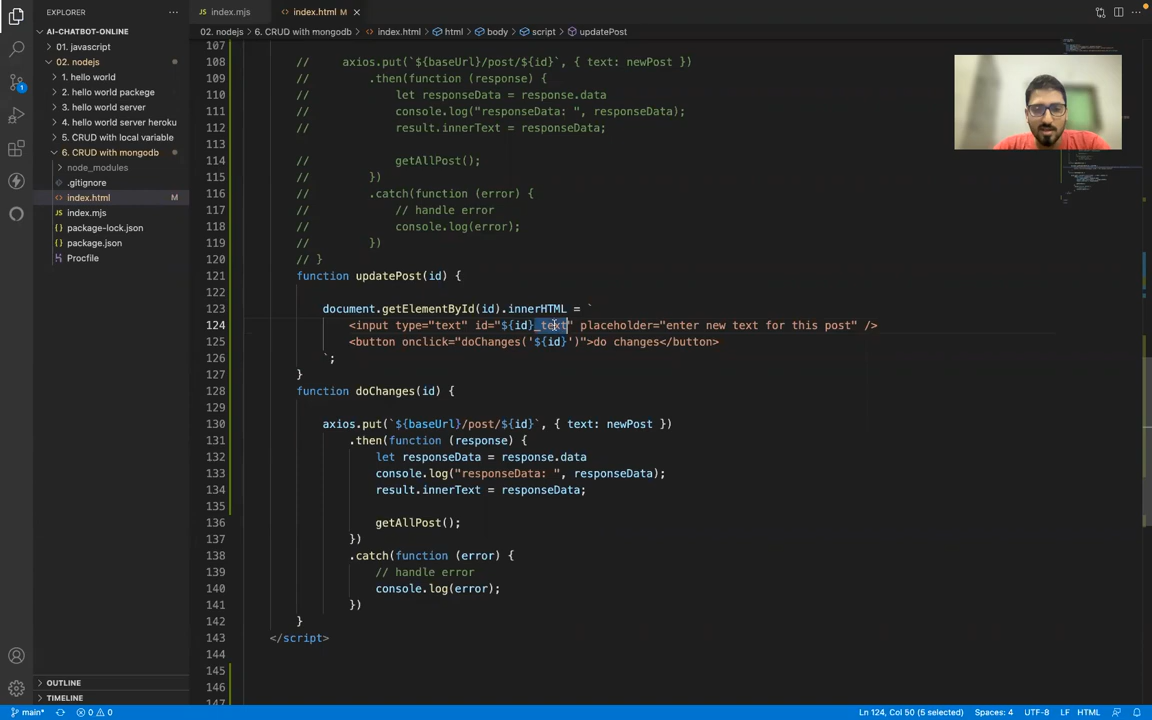 EXPLORER
index.mjs
index.html M
AI-CHATBOT-ONLINE
02. nodejs > 6. CRUD with mongodb > index.html > html > body > script > updatePost
01. javascript
02. nodejs
1. hello world
2. hello world packege
3. hello world server
4. hello world server heroku
5. CRUD with local variable
6. CRUD with mongodb
node_modules
.gitignore
index.html M
index.mjs
package-lock.json
package.json
Procfile
OUTLINE
TIMELINE
1
107
108 // axios.put(`${baseUrl}/post/${id}`, { text: newPost })
109 // .then(function (response) {
110 // let responseData = response.data
111 // console.log("responseData: ", responseData);
112 // result.innerText = responseData;
113
114 // getAllPost();
115 // })
116 // .catch(function (error) {
117 // // handle error
118 // console.log(error);
119 // })
120 // }
121 function updatePost(id) {
122
123 document.getElementById(id).innerHTML = `
124 <input type="text" id="${id}_text" placeholder="enter new text for this post" />
125 <button onclick="doChanges('${id}')">do changes</button>
126 `;
127 }
128 function doChanges(id) {
129
130 axios.put(`${baseUrl}/post/${id}`, { text: newPost })
131 .then(function (response) {
132 let responseData = response.data
133 console.log("responseData: ", responseData);
134 result.innerText = responseData;
135
136 getAllPost();
137 })
138 .catch(function (error) {
139 // handle error
140 console.log(error);
141 })
142 }
143 </script>
144
145
146
147
main* 0 0 Ln 124, Col 50 (5 selected) Spaces: 4 UTF-8 LF HTML